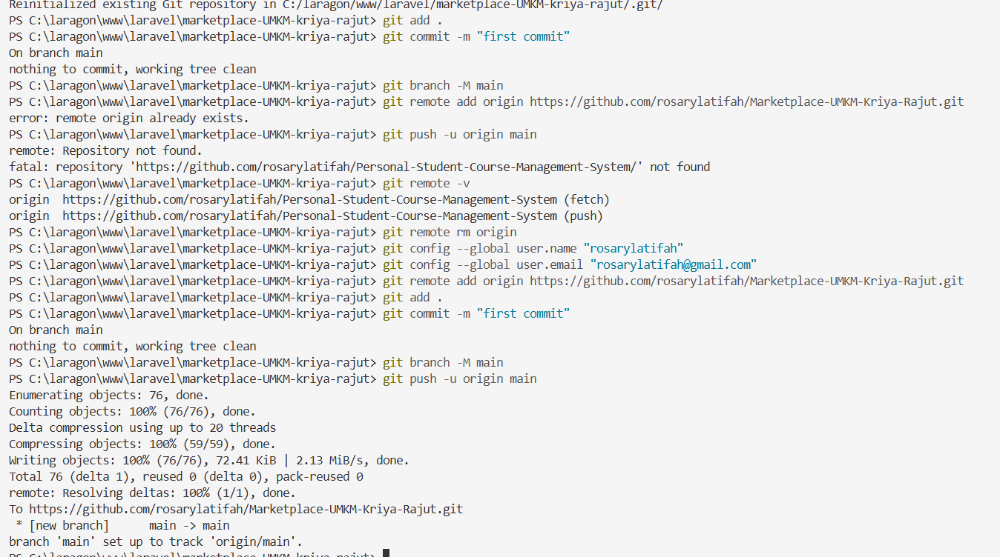 Reinitialized existing Git repository in C:/laragon/www/laravel/marketplace-UMKM-kriya-rajut/.git/
PS C:\laragon\www\laravel\marketplace-UMKM-kriya-rajut> git add .
PS C:\laragon\www\laravel\marketplace-UMKM-kriya-rajut> git commit -m "first commit"
On branch main
nothing to commit, working tree clean
PS C:\laragon\www\laravel\marketplace-UMKM-kriya-rajut> git branch -M main
PS C:\laragon\www\laravel\marketplace-UMKM-kriya-rajut> git remote add origin https://github.com/rosarylatifah/Marketplace-UMKM-Kriya-Rajut.git
error: remote origin already exists.
PS C:\laragon\www\laravel\marketplace-UMKM-kriya-rajut> git push -u origin main
remote: Repository not found.
fatal: repository 'https://github.com/rosarylatifah/Personal-Student-Course-Management-System/' not found
PS C:\laragon\www\laravel\marketplace-UMKM-kriya-rajut> git remote -v
origin  https://github.com/rosarylatifah/Personal-Student-Course-Management-System (fetch)
origin  https://github.com/rosarylatifah/Personal-Student-Course-Management-System (push)
PS C:\laragon\www\laravel\marketplace-UMKM-kriya-rajut> git remote rm origin
PS C:\laragon\www\laravel\marketplace-UMKM-kriya-rajut> git config --global user.name "rosarylatifah"
PS C:\laragon\www\laravel\marketplace-UMKM-kriya-rajut> git config --global user.email "rosarylatifah@gmail.com"
PS C:\laragon\www\laravel\marketplace-UMKM-kriya-rajut> git remote add origin https://github.com/rosarylatifah/Marketplace-UMKM-Kriya-Rajut.git
PS C:\laragon\www\laravel\marketplace-UMKM-kriya-rajut> git add .
PS C:\laragon\www\laravel\marketplace-UMKM-kriya-rajut> git commit -m "first commit"
On branch main
nothing to commit, working tree clean
PS C:\laragon\www\laravel\marketplace-UMKM-kriya-rajut> git branch -M main
PS C:\laragon\www\laravel\marketplace-UMKM-kriya-rajut> git push -u origin main
Enumerating objects: 76, done.
Counting objects: 100% (76/76), done.
Delta compression using up to 20 threads
Compressing objects: 100% (59/59), done.
Writing objects: 100% (76/76), 72.41 KiB | 2.13 MiB/s, done.
Total 76 (delta 1), reused 0 (delta 0), pack-reused 0
remote: Resolving deltas: 100% (1/1), done.
To https://github.com/rosarylatifah/Marketplace-UMKM-Kriya-Rajut.git
 * [new branch]      main -> main
branch 'main' set up to track 'origin/main'.
PS C:\laragon\www\laravel\marketplace-UMKM-kriya-rajut>